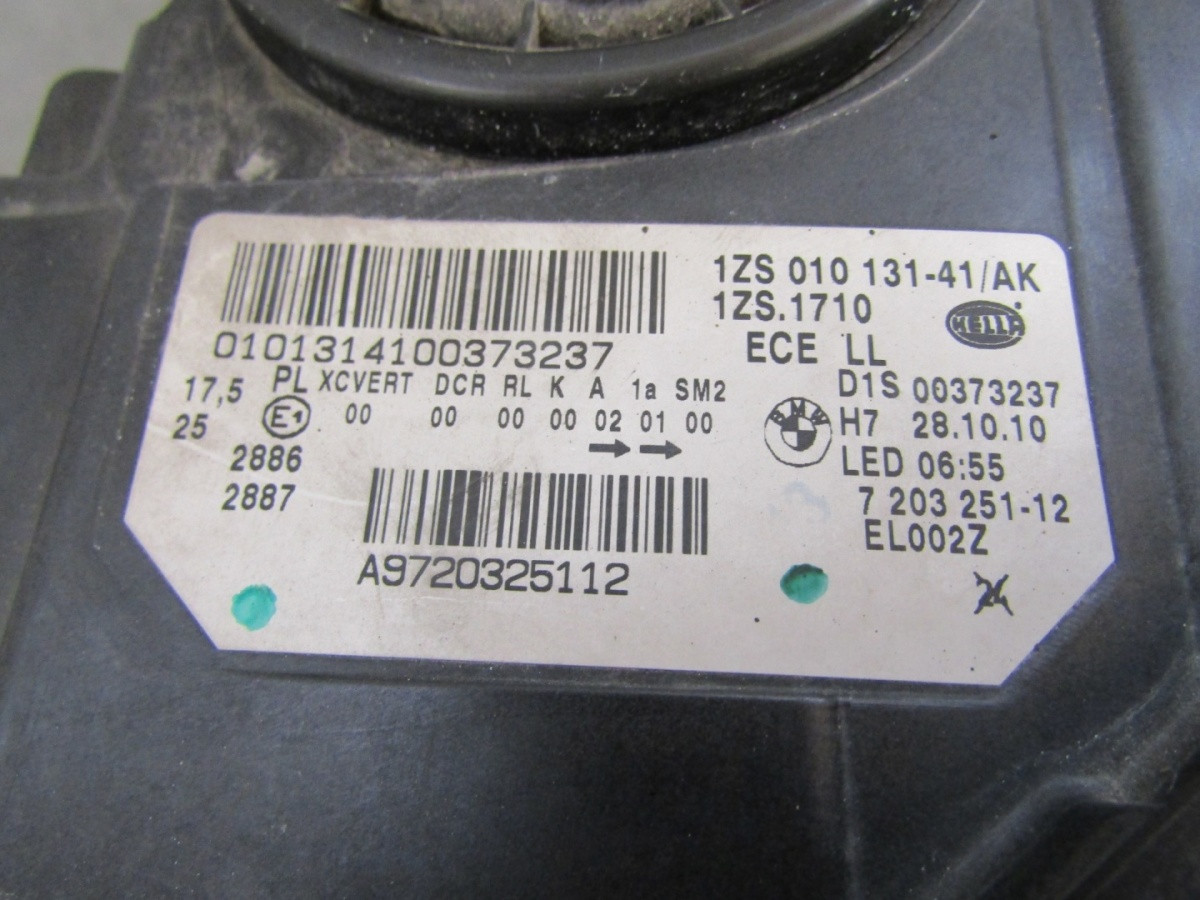 1ZS 010 131-41/AK
1ZS.1710
HELLA
0101314100373237
ECE LL
17,5 PL XCVERT DCR RL K A 1a SM2
D1S 00373237
25 E1 00 00 00 00 02 01 00
BMW
H7 28.10.10
2886
LED 06:55
2887
7 203 251-12
EL002Z
A9720325112